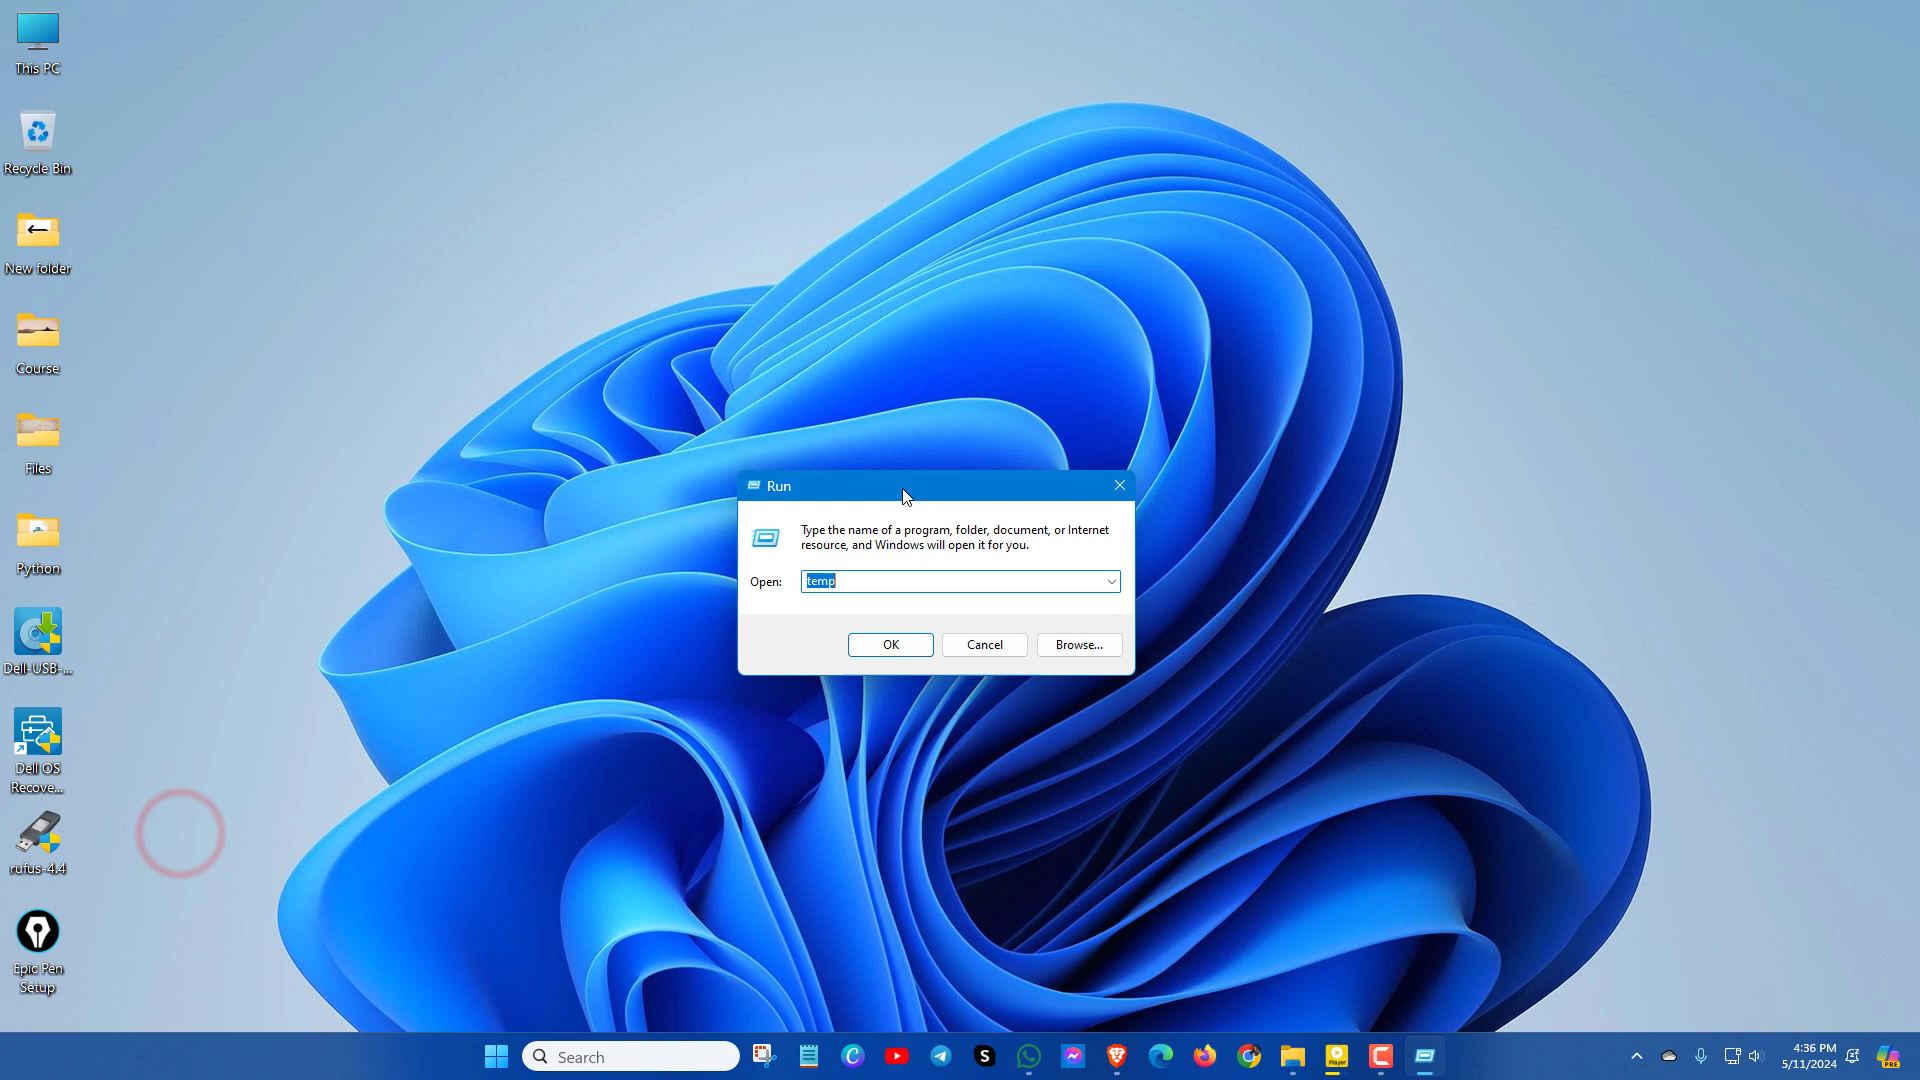 This PC
Recycle Bin
New folder
Course
Files
Python
Dell-USB-...
Dell OS
Recove...
rufus-4.4
Epic Pen
Setup
Run
Type the name of a program, folder, document, or Internet
resource, and Windows will open it for you.
Open:
temp
OK
Cancel
Browse...
Search
Player
4:36 PM
5/11/2024
PRE